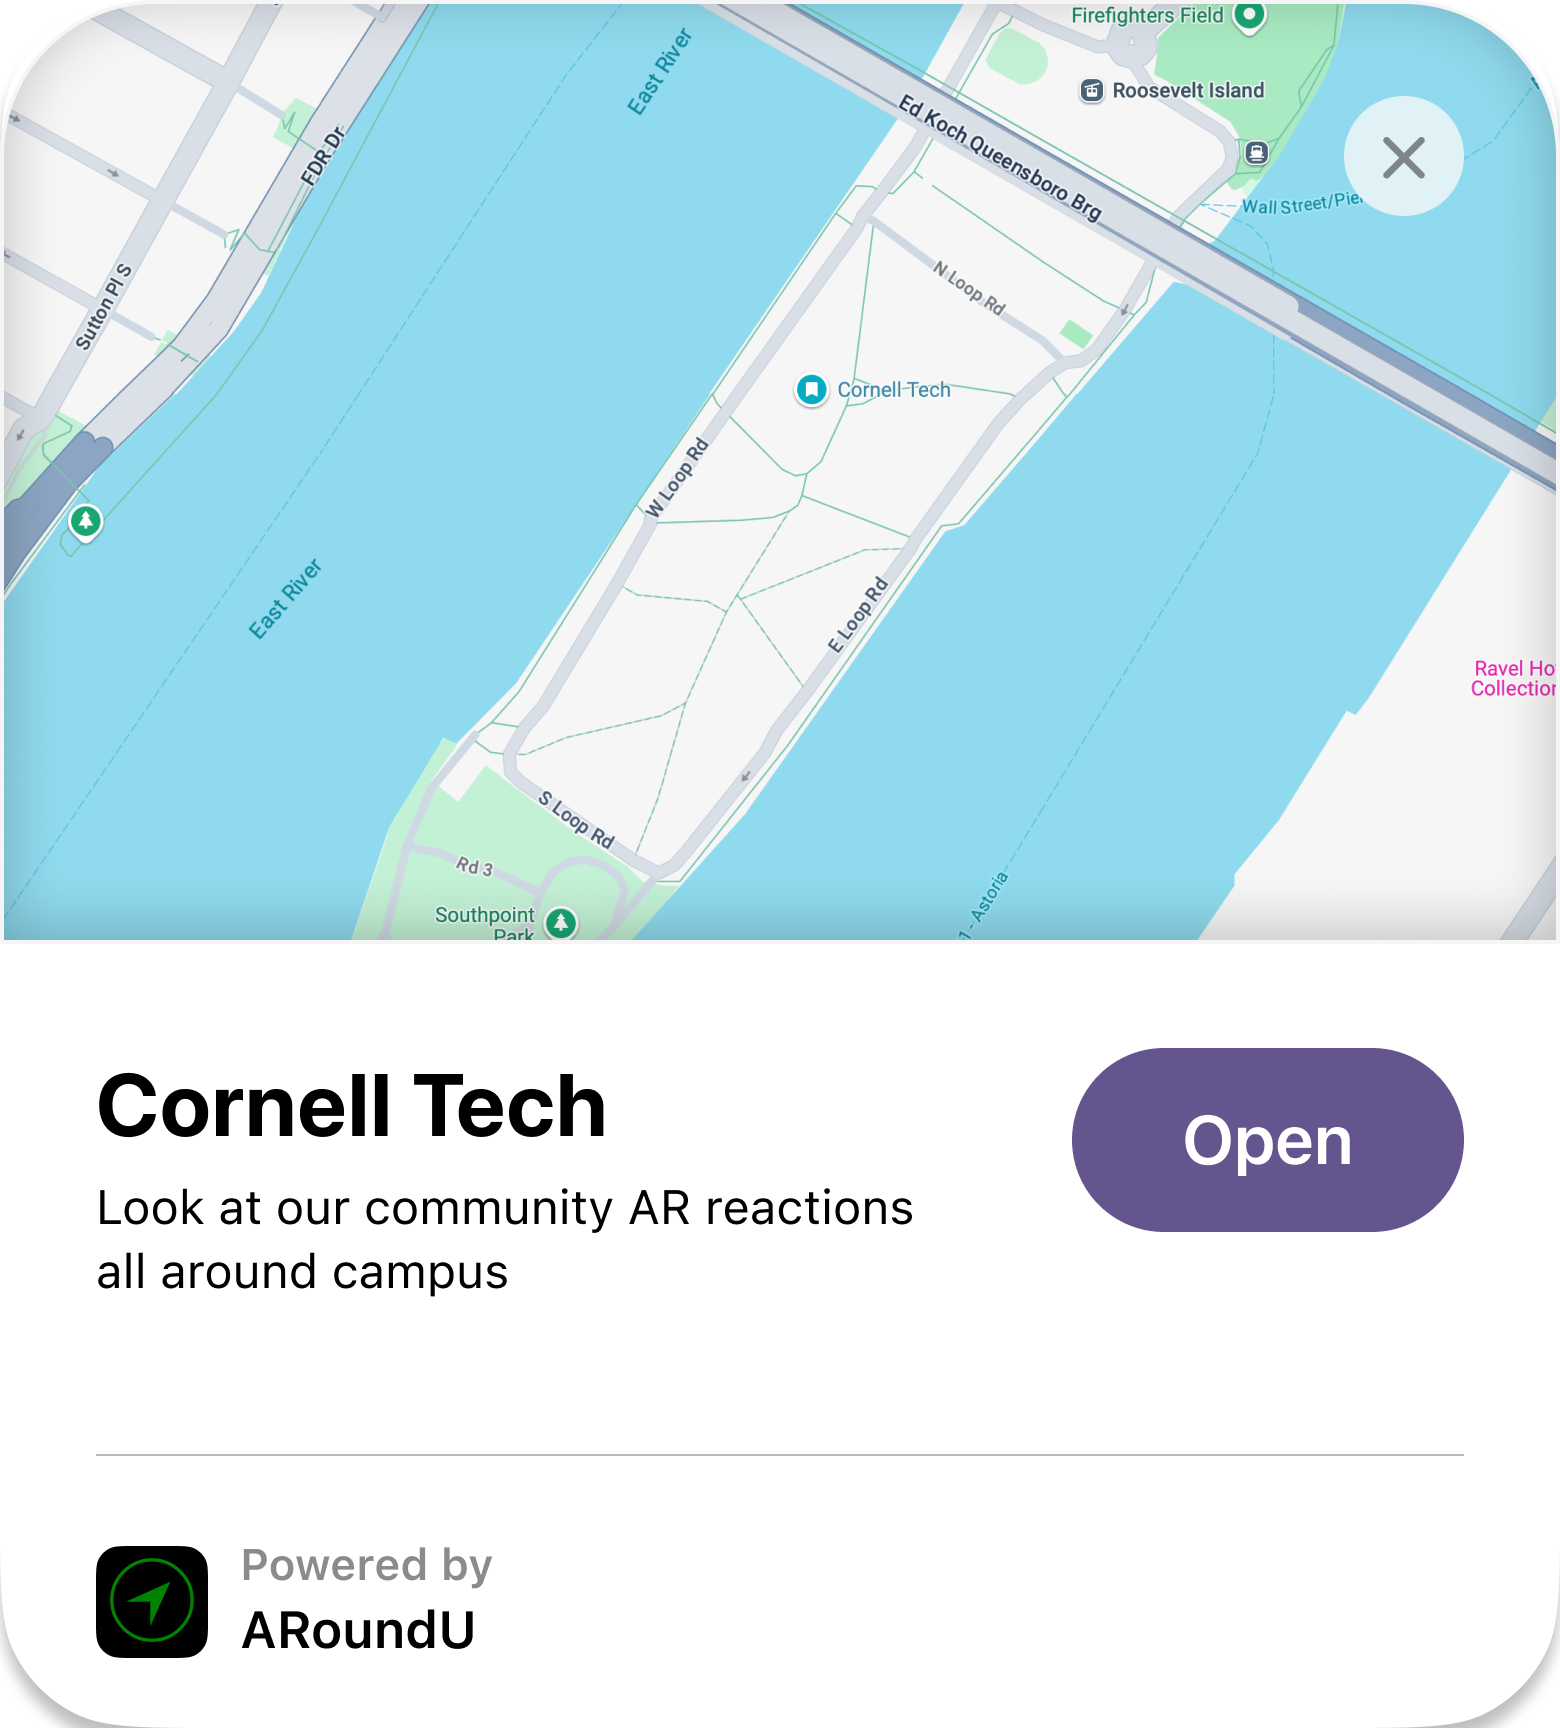 Firefighters Field
East River
Roosevelt Island
Ed Koch Queensboro Brg
FDR Dr
Wall Street/Pier
N Loop Rd
Sutton Pl S
Cornell Tech
W Loop Rd
East River
E Loop Rd
Ravel Ho
Collection
S Loop Rd
Rd 3
Southpoint
Park
1 - Astoria
Cornell Tech
Open
Look at our community AR reactions
all around campus
Powered by
ARoundU